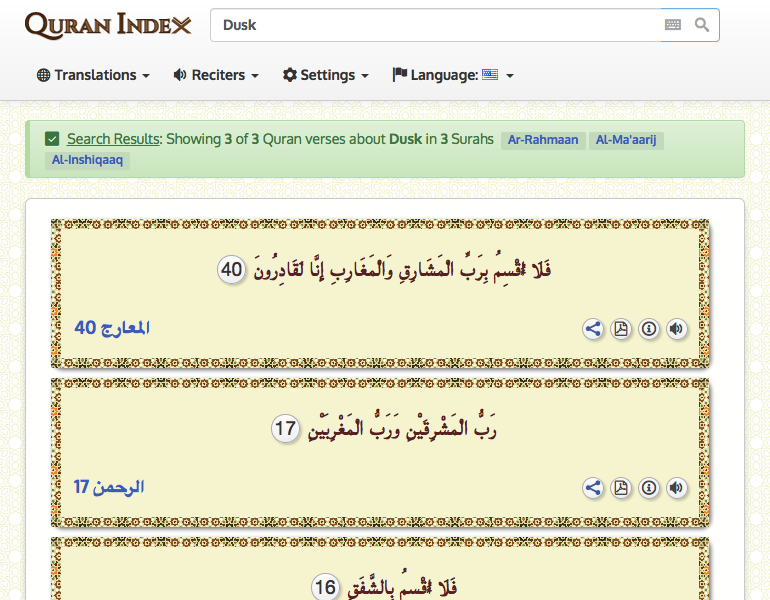 QURAN INDEX
Dusk
Translations Reciters Settings Language:
Search Results: Showing 3 of 3 Quran verses about Dusk in 3 Surahs Ar-Rahmaan Al-Ma'aarij
Al-Inshiqaaq
فَلَا أُقْسِمُ بِرَبِّ الْمَشَارِقِ وَالْمَغَارِبِ إِنَّا لَقَادِرُونَ 40
المعارج 40
رَبُّ الْمَشْرِقَيْنِ وَرَبُّ الْمَغْرِبَيْنِ 17
الرحمن 17
فَلَا أُقْسِمُ بِالشَّفَقِ 16